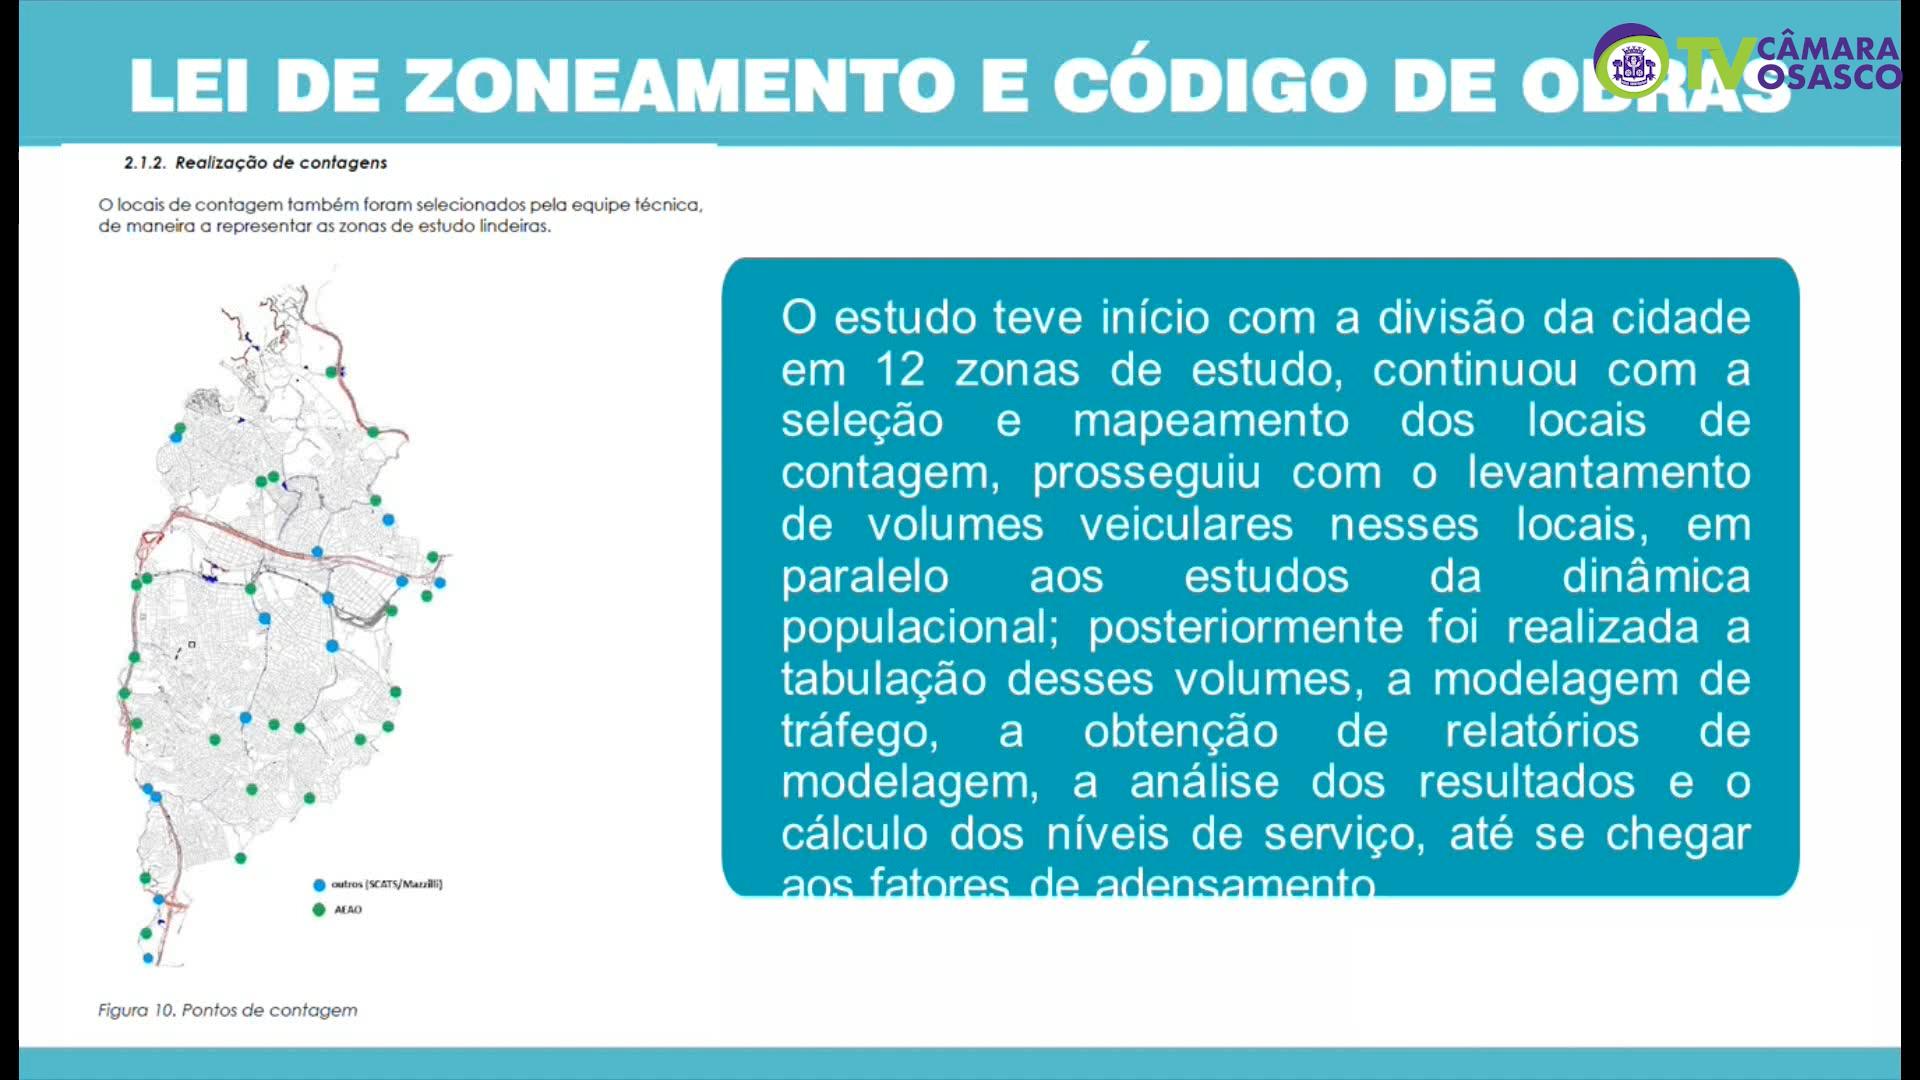 LEI DE ZONEAMENTO E CÓDIGO DE OBRAS
TV CÂMARA
OSASCO
2.1.2. Realização de contagens
O locais de contagem também foram selecionados pela equipe técnica,
de maneira a representar as zonas de estudo lindeiras.
outros (SCATS/Mazzilli)
AEAO
Figura 10. Pontos de contagem
O estudo teve início com a divisão da cidade
em 12 zonas de estudo, continuou com a
seleção e mapeamento dos locais de
contagem, prosseguiu com o levantamento
de volumes veiculares nesses locais, em
paralelo aos estudos da dinâmica
populacional; posteriormente foi realizada a
tabulação desses volumes, a modelagem de
tráfego, a obtenção de relatórios de
modelagem, a análise dos resultados e o
cálculo dos níveis de serviço, até se chegar
aos fatores de adensamento